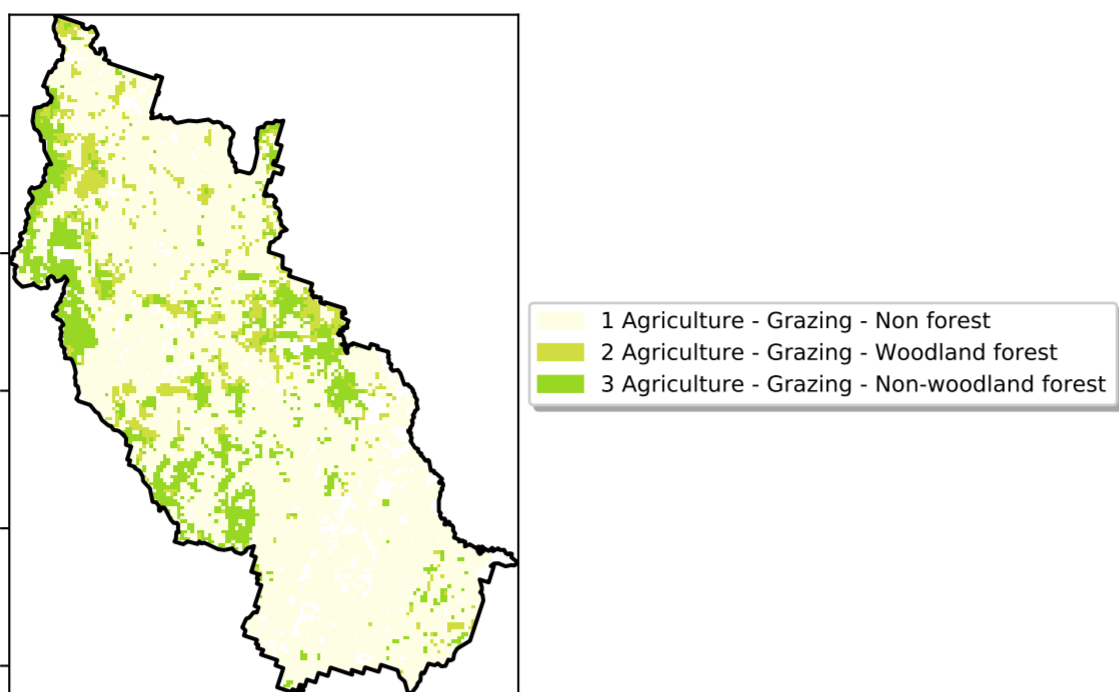 1 Agriculture - Grazing - Non forest
2 Agriculture - Grazing - Woodland forest
3 Agriculture - Grazing - Non-woodland forest